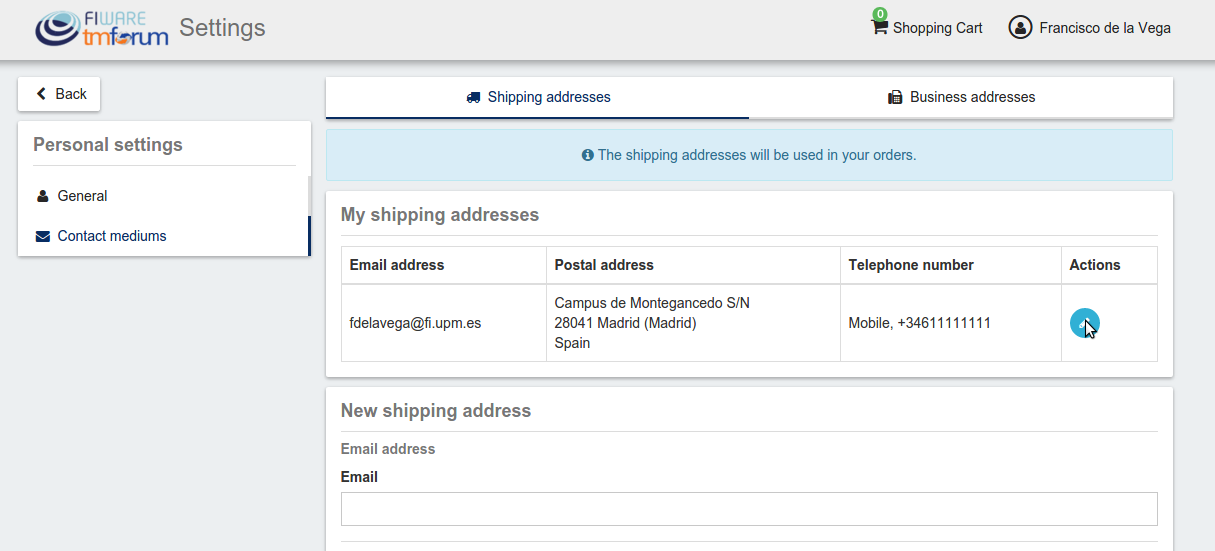 FIWARE
tmforum
Settings
0
Shopping Cart
Francisco de la Vega
Back
Personal settings
General
Contact mediums
Shipping addresses
Business addresses
The shipping addresses will be used in your orders.
My shipping addresses
Email address Postal address Telephone number Actions
fdelavega@fi.upm.es
Campus de Montegancedo S/N
28041 Madrid (Madrid)
Spain
Mobile, +34611111111
New shipping address
Email address
Email